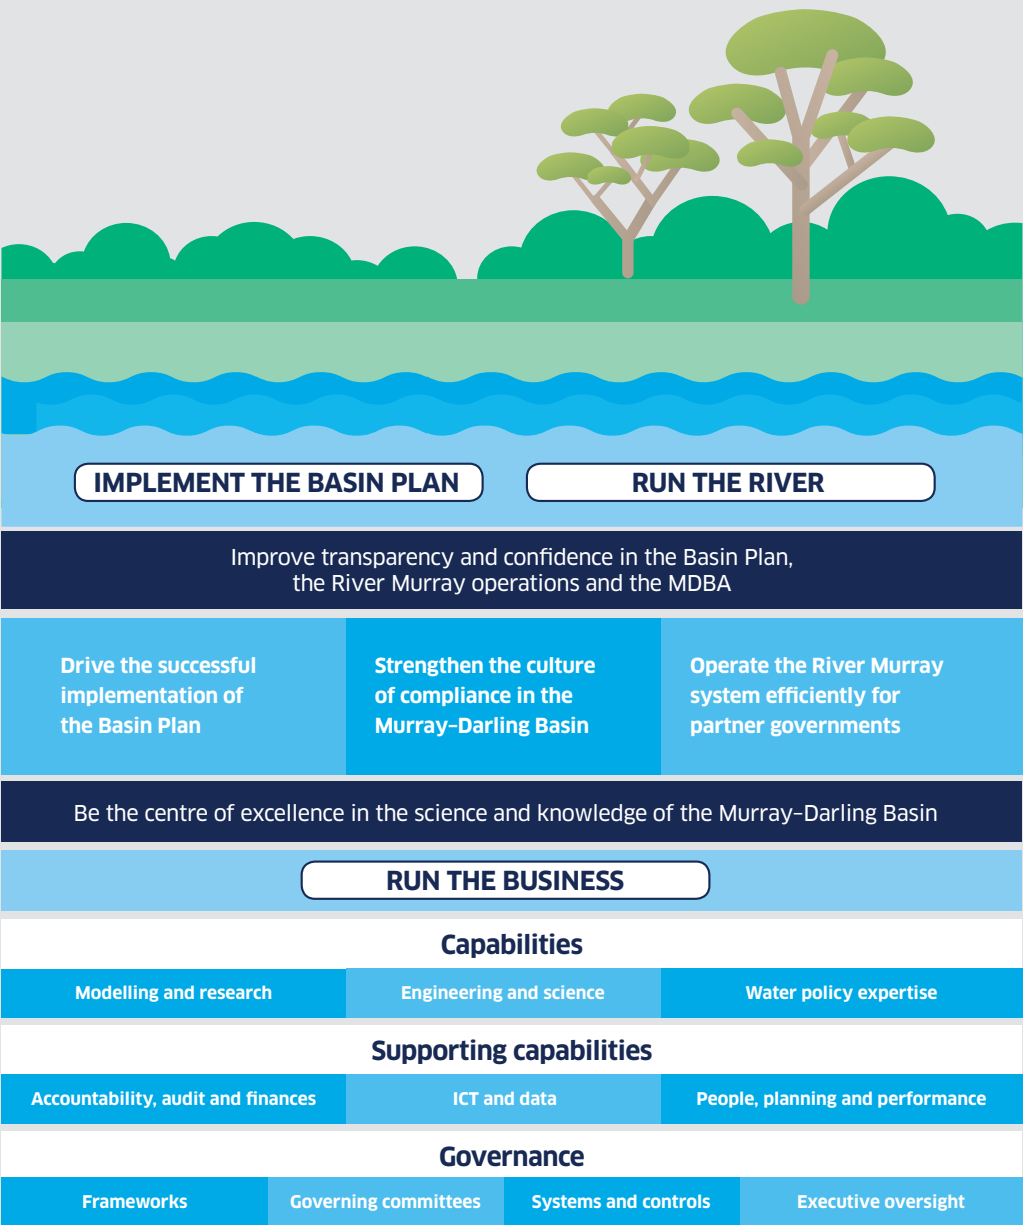 IMPLEMENT THE BASIN PLAN
RUN THE RIVER
Improve transparency and confidence in the Basin Plan,
the River Murray operations and the MDBA
Drive the successful
implementation of
the Basin Plan
Strengthen the culture
of compliance in the
Murray–Darling Basin
Operate the River Murray
system efficiently for
partner governments
Be the centre of excellence in the science and knowledge of the Murray–Darling Basin
RUN THE BUSINESS
Capabilities
Modelling and research
Engineering and science
Water policy expertise
Supporting capabilities
Accountability, audit and finances
ICT and data
People, planning and performance
Governance
Frameworks
Governing committees
Systems and controls
Executive oversight